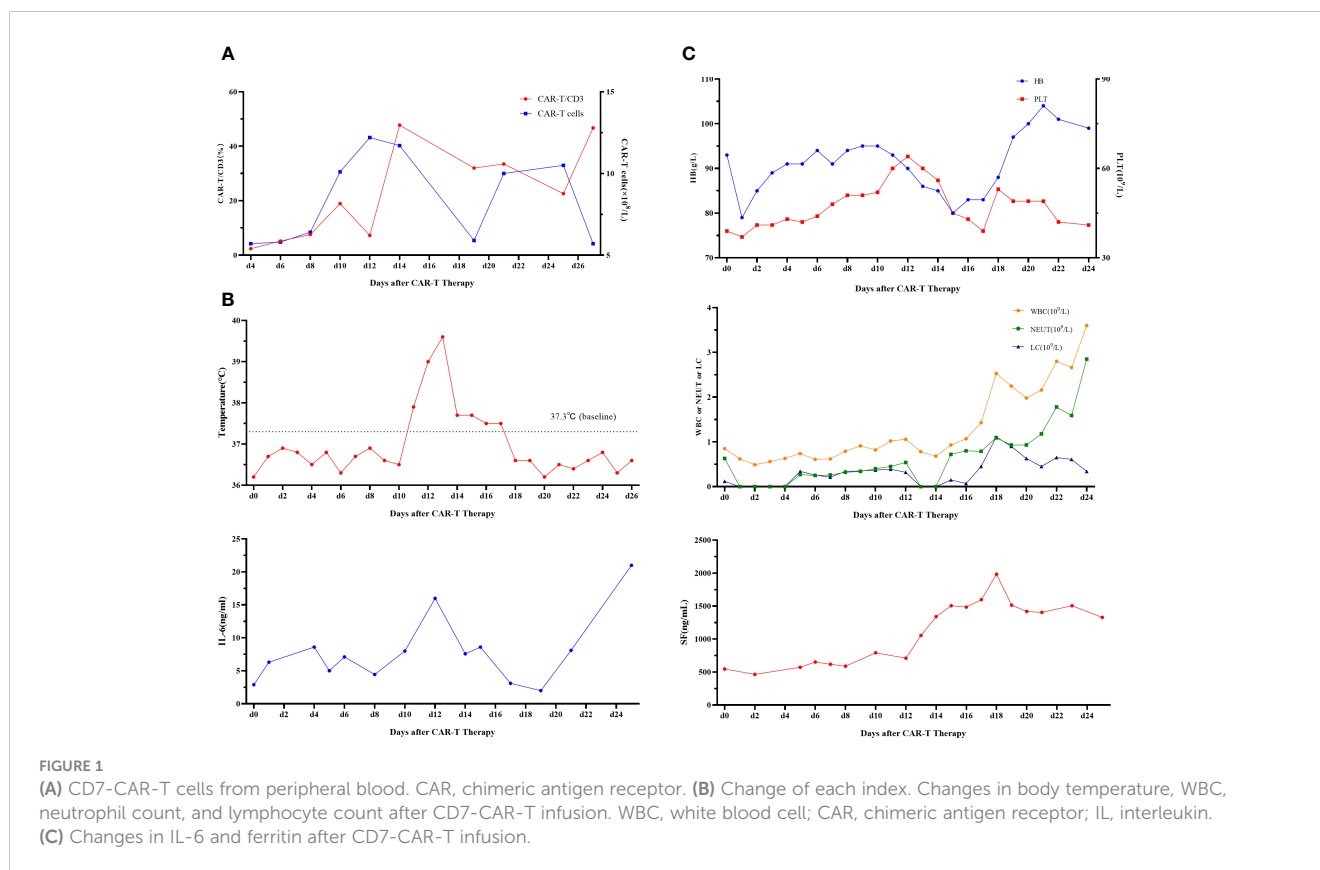 A
60
40
20
0
CAR-T/CD3(%)
15
10
5
CAR-T cells(×10⁸/L)
CAR-T/CD3
CAR-T cells
d4 d6 d8 d10 d12 d14 d16 d18 d20 d22 d24 d26
Days after CAR-T Therapy
C
110
100
90
80
70
HB(g/L)
90
60
30
PLT(10⁹/L)
HB
PLT
d0 d2 d4 d6 d8 d10 d12 d14 d16 d18 d20 d22 d24
Days after CAR-T Therapy
B
40
39
38
37
36
Temperature(°C)
37.3℃ (baseline)
d0 d2 d4 d6 d8 d10 d12 d14 d16 d18 d20 d22 d24 d26
Days after CAR-T Therapy
4
3
2
1
0
WBC or NEUT or LC
WBC(10⁹/L)
NEUT(10⁹/L)
LC(10⁹/L)
d0 d2 d4 d6 d8 d10 d12 d14 d16 d18 d20 d22 d24
Days after CAR-T Therapy
25
20
15
10
5
0
IL-6(ng/ml)
d0 d2 d4 d6 d8 d10 d12 d14 d16 d18 d20 d22 d24
Days after CAR-T Therapy
2500
2000
1500
1000
500
0
SF(ng/mL)
d0 d2 d4 d6 d8 d10 d12 d14 d16 d18 d20 d22 d24
Days after CAR-T Therapy
FIGURE 1
(A) CD7-CAR-T cells from peripheral blood. CAR, chimeric antigen receptor. (B) Change of each index. Changes in body temperature, WBC,
neutrophil count, and lymphocyte count after CD7-CAR-T infusion. WBC, white blood cell; CAR, chimeric antigen receptor; IL, interleukin.
(C) Changes in IL-6 and ferritin after CD7-CAR-T infusion.